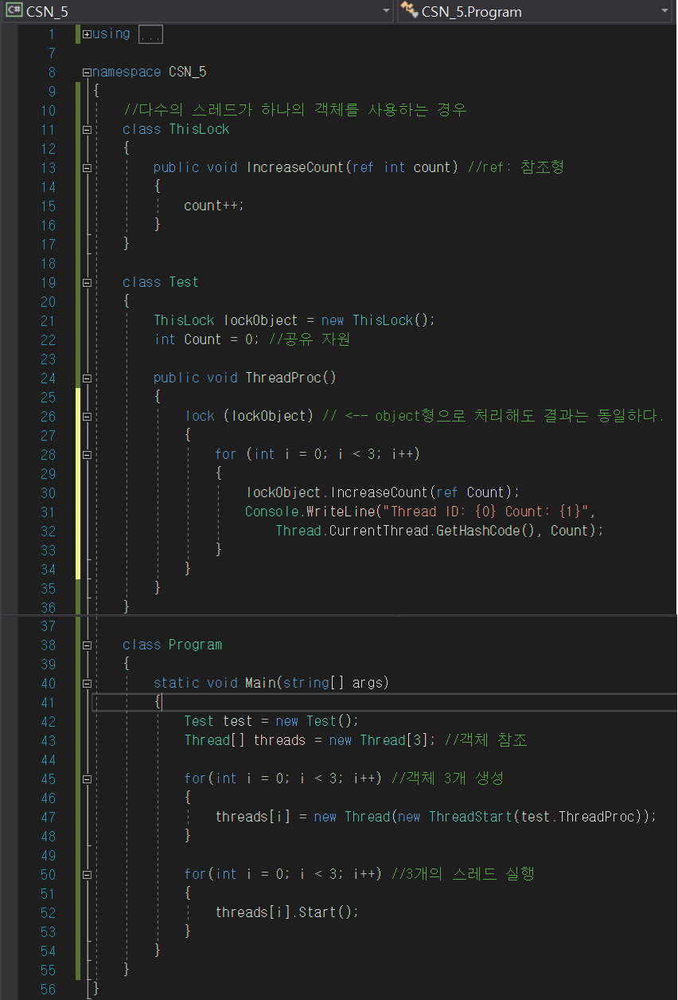 C# CSN_5 CSN_5.Program
1 using ...
7
8 namespace CSN_5
9 {
10 //다수의 스레드가 하나의 객체를 사용하는 경우
11 class ThisLock
12 {
13 public void IncreaseCount(ref int count) //ref: 참조형
14 {
15 count++;
16 }
17 }
18
19 class Test
20 {
21 ThisLock lockObject = new ThisLock();
22 int Count = 0; //공유 자원
23
24 public void ThreadProc()
25 {
26 lock (lockObject) // <-- object형으로 처리해도 결과는 동일하다.
27 {
28 for (int i = 0; i < 3; i++)
29 {
30 lockObject.IncreaseCount(ref Count);
31 Console.WriteLine("Thread ID: {0} Count: {1}",
32 Thread.CurrentThread.GetHashCode(), Count);
33 }
34 }
35 }
36 }
37
38 class Program
39 {
40 static void Main(string[] args)
41 {
42 Test test = new Test();
43 Thread[] threads = new Thread[3]; //객체 참조
44
45 for(int i = 0; i < 3; i++) //객체 3개 생성
46 {
47 threads[i] = new Thread(new ThreadStart(test.ThreadProc));
48 }
49
50 for(int i = 0; i < 3; i++) //3개의 스레드 실행
51 {
52 threads[i].Start();
53 }
54 }
55 }
56 }